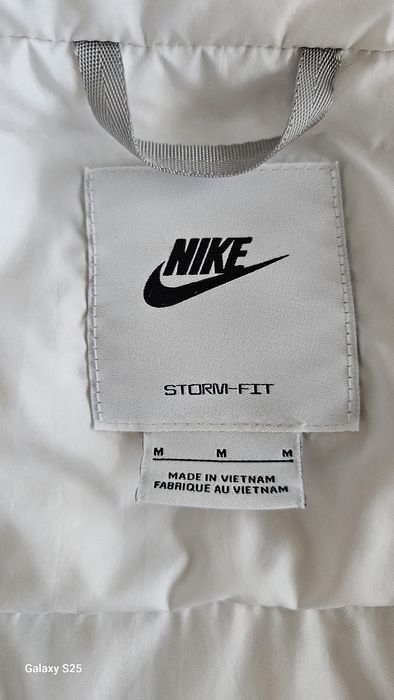 NIKE
STORM-FIT
M M M
MADE IN VIETNAM
FABRIQUE AU VIETNAM
Galaxy S25